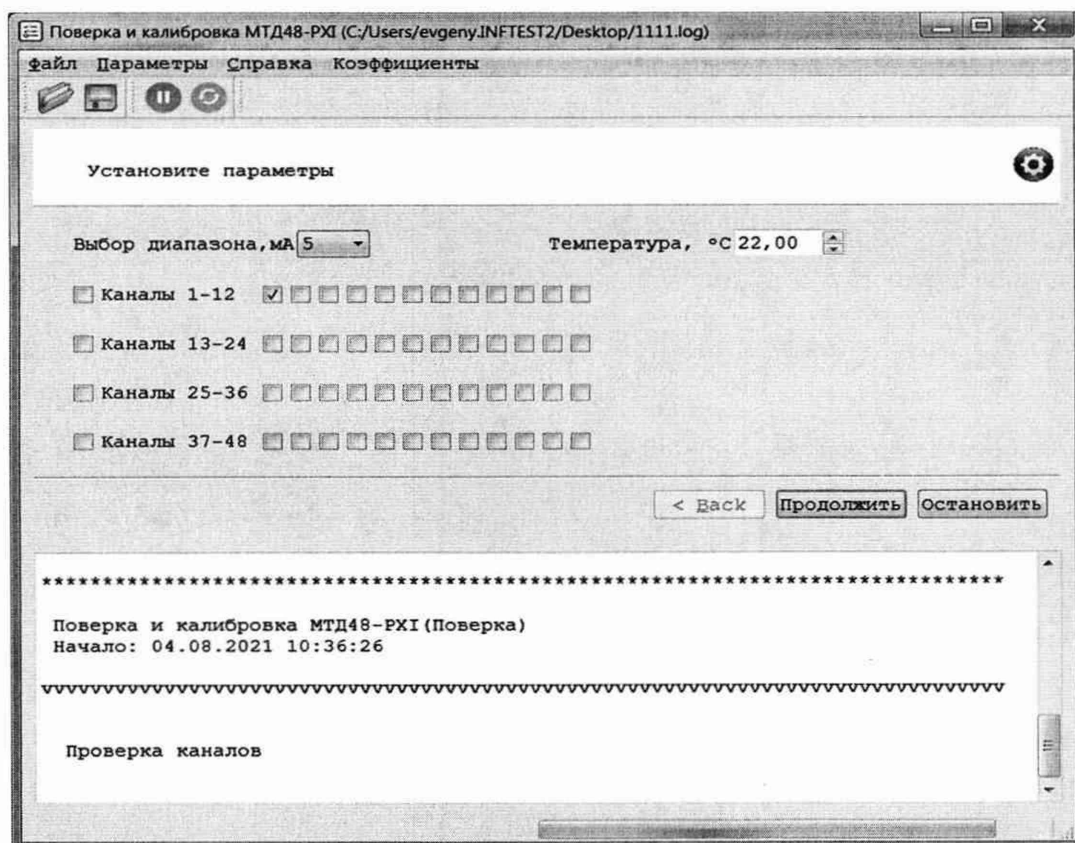 Поверка и калибровка МТД48-PXI (C:/Users/evgeny.INFTEST2/Desktop/1111.log)
Файл Параметры Справка Коэффициенты
Установите параметры
Выбор диапазона,мА 5 Температура, °C 22,00
Каналы 1-12
Каналы 13-24
Каналы 25-36
Каналы 37-48
< Back Продолжить Остановить
*******************************************************************************
Поверка и калибровка МТД48-PXI(Поверка)
Начало: 04.08.2021 10:36:26
vvvvvvvvvvvvvvvvvvvvvvvvvvvvvvvvvvvvvvvvvvvvvvvvvvvvvvvvvvvvvvvvvvvvvvvvvvvvvvv
Проверка каналов